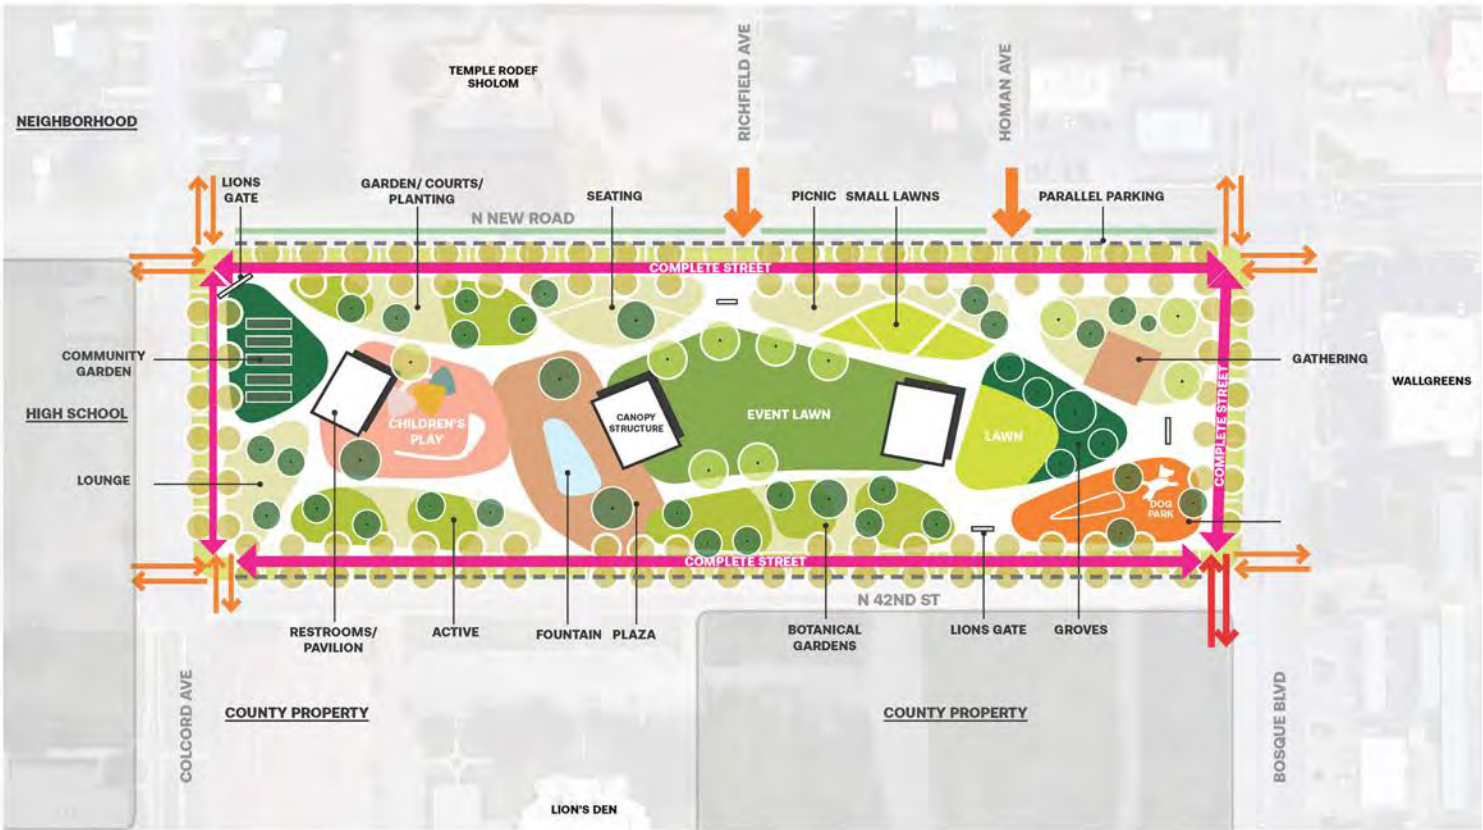 TEMPLE RODEF
SHOLOM
RICHFIELD AVE
HOMAN AVE
NEIGHBORHOOD
LIONS
GATE
GARDEN/ COURTS/
PLANTING
SEATING
PICNIC
SMALL LAWNS
PARALLEL PARKING
N NEW ROAD
COMPLETE STREET
COMMUNITY
GARDEN
GATHERING
WALLGREENS
HIGH SCHOOL
CHILDREN'S
PLAY
CANOPY
STRUCTURE
EVENT LAWN
LAWN
COMPLETE STREET
LOUNGE
DOG
PARK
COMPLETE STREET
N 42ND ST
RESTROOMS/
PAVILION
ACTIVE
FOUNTAIN
PLAZA
BOTANICAL
GARDENS
LIONS GATE
GROVES
COLCORD AVE
COUNTY PROPERTY
COUNTY PROPERTY
BOSQUE BLVD
LION'S DEN